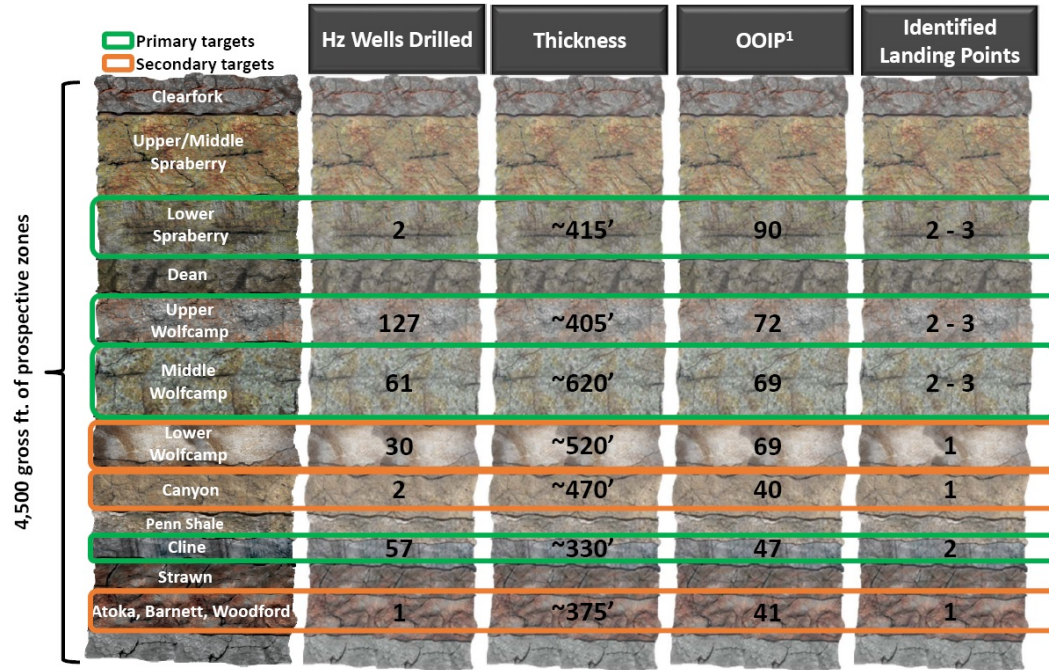 Primary targets
Secondary targets
Hz Wells Drilled
Thickness
OOIP¹
Identified
Landing Points
4,500 gross ft. of prospective zones
Clearfork
Upper/Middle
Spraberry
Lower
Spraberry
2
~415’
90
2 - 3
Dean
Upper
Wolfcamp
127
~405’
72
2 - 3
Middle
Wolfcamp
61
~620’
69
2 - 3
Lower
Wolfcamp
30
~520’
69
1
Canyon
2
~470’
40
1
Penn Shale
Cline
57
~330’
47
2
Strawn
Atoka, Barnett, Woodford
1
~375’
41
1